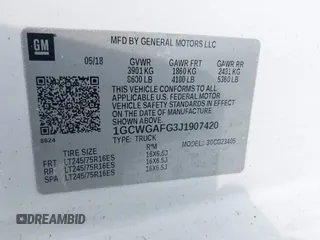 GM
MFD BY GENERAL MOTORS LLC
05/18 GVWR GAWR FRT GAWR RR
3901 KG 1860 KG 2431 KG
8600 LB 4100 LB 5360 LB
THIS VEHICLE CONFORMS TO ALL
APPLICABLE U.S. FEDERAL MOTOR
VEHICLE SAFETY STANDARDS IN
EFFECT ON THE DATE OF
MANUFACTURE SHOWN ABOVE.
1GCWGAFG3J1907420
TYPE: TRUCK MODEL:
8624
TIRE SIZE RIM
FRT LT245/75R16ES 16X6.5J
RR LT245/75R16ES 16X6.5J
SPA LT245/75R16ES 16X6.5J
DREAMBID